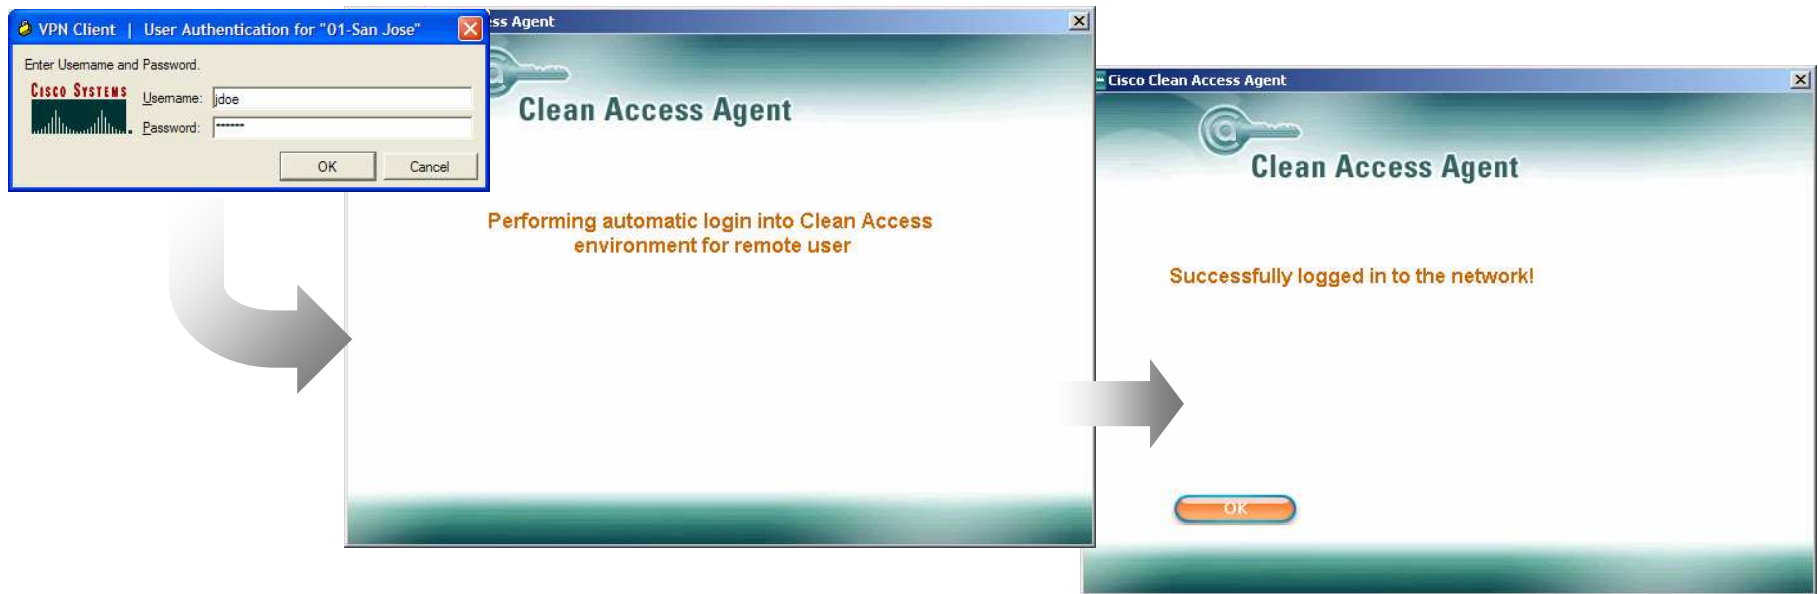 VPN Client | User Authentication for "01-San Jose"
Enter Username and Password.
CISCO SYSTEMS
Username: jdoe
Password: ******
OK Cancel
ss Agent
Clean Access Agent
Performing automatic login into Clean Access
environment for remote user
Cisco Clean Access Agent
Clean Access Agent
Successfully logged in to the network!
OK